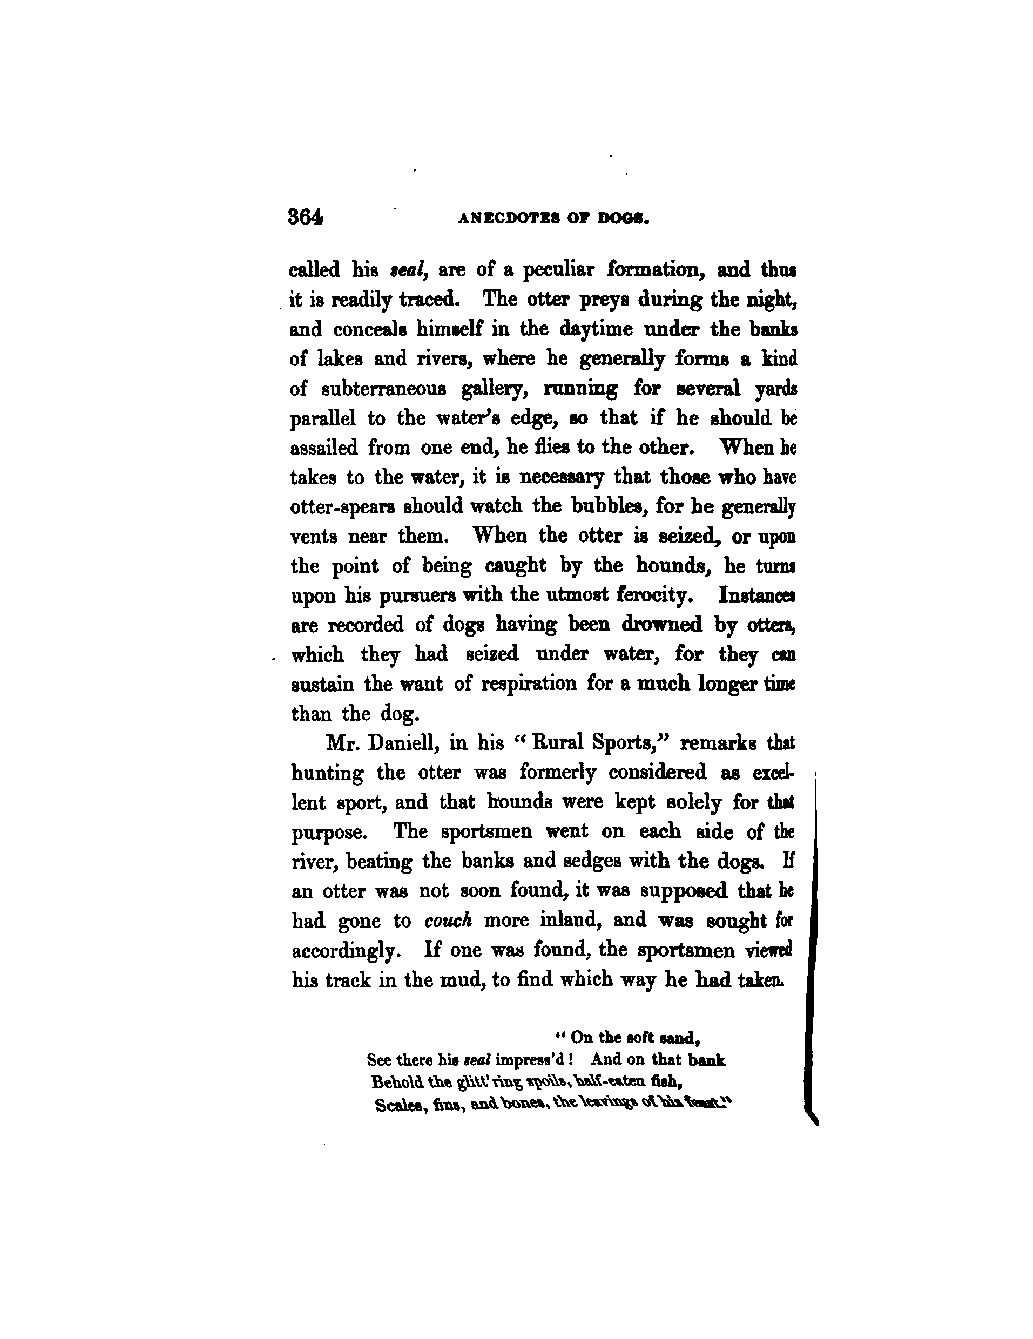 364 ANECDOTES OF DOGS.
called his seal, are of a peculiar formation, and thus
it is readily traced. The otter preys during the night,
and conceals himself in the daytime under the banks
of lakes and rivers, where he generally forms a kind
of subterraneous gallery, running for several yards
parallel to the water's edge, so that if he should be
assailed from one end, he flies to the other. When he
takes to the water, it is necessary that those who have
otter-spears should watch the bubbles, for he generally
vents near them. When the otter is seized, or upon
the point of being caught by the hounds, he turns
upon his pursuers with the utmost ferocity. Instances
are recorded of dogs having been drowned by otters,
which they had seized under water, for they can
sustain the want of respiration for a much longer time
than the dog.
Mr. Daniell, in his “ Rural Sports,” remarks that
hunting the otter was formerly considered as excel-
lent sport, and that hounds were kept solely for that
purpose. The sportsmen went on each side of the
river, beating the banks and sedges with the dogs. If
an otter was not soon found, it was supposed that he
had gone to couch more inland, and was sought for
accordingly. If one was found, the sportsmen viewed
his track in the mud, to find which way he had taken.
“ On the soft sand,
See there his seal impress'd ! And on that bank
Behold the glitt'ring spoils, half-eaten fish,
Scales, fins, and bones, the leavings of his feast.”